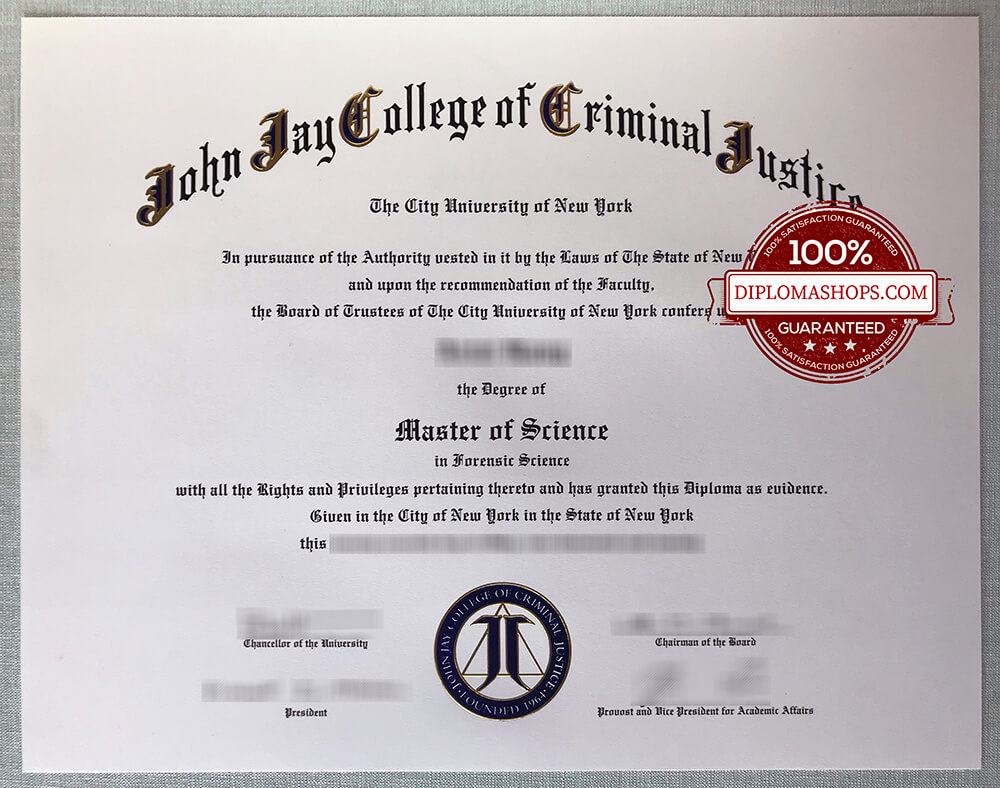 John Jay College of Criminal Justice
The City University of New York
In pursuance of the Authority vested in it by the Laws of The State of New
and upon the recommendation of the Faculty,
the Board of Trustees of The City University of New York confers
100% SATISFACTION GUARANTEED
100%
DIPLOMASHOPS.COM
GUARANTEED
100% SATISFACTION GUARANTEED
the Degree of
Master of Science
in Forensic Science
with all the Rights and Privileges pertaining thereto and has granted this Diploma as evidence.
Given in the City of New York in the State of New York
this
Chancellor of the University
Chairman of the Board
JOHN JAY COLLEGE OF CRIMINAL JUSTICE
JJ
FOUNDED 1964
President
Provost and Vice President for Academic Affairs